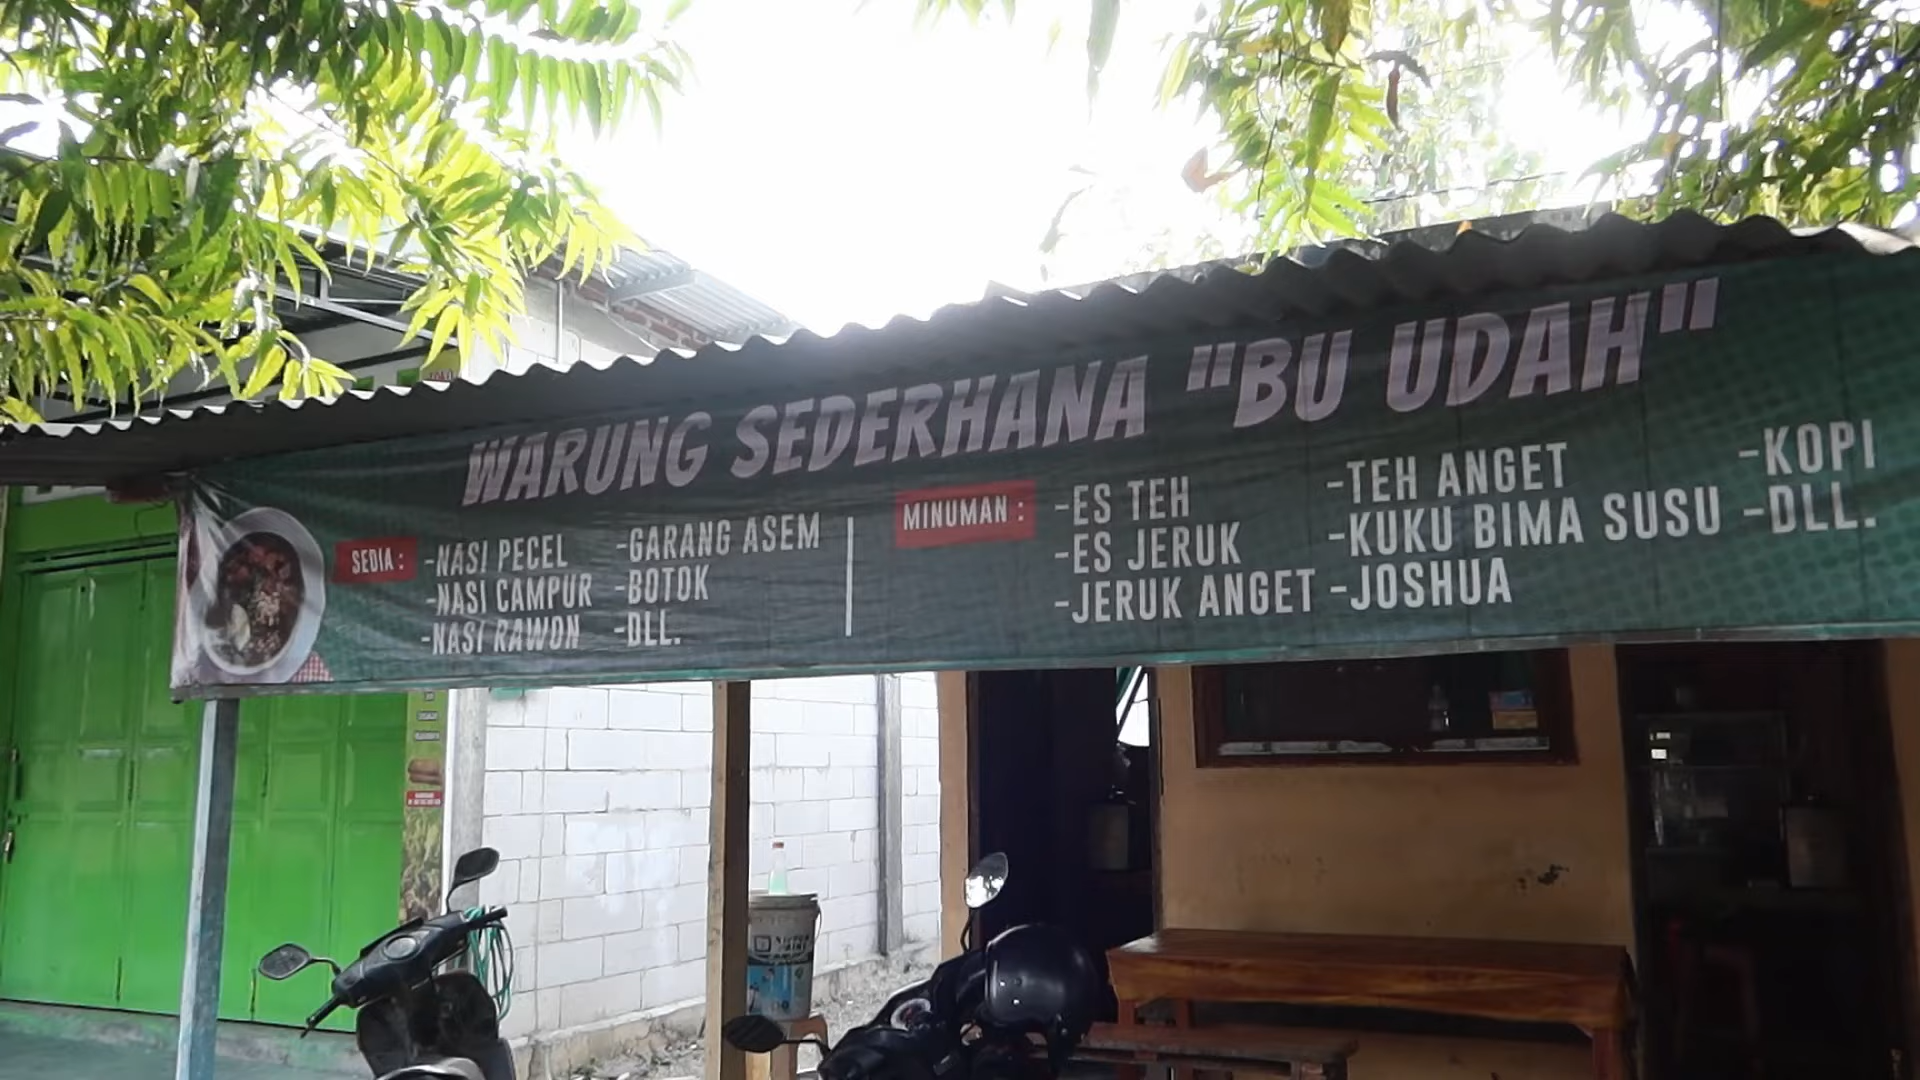 WARUNG SEDERHANA "BU UDAH"
SEDIA :
-NASI PECEL
-NASI CAMPUR
-NASI RAWON
-GARANG ASEM
-BOTOK
-DLL.
MINUMAN :
-ES TEH
-ES JERUK
-JERUK ANGET
-TEH ANGET
-KUKU BIMA SUSU
-JOSHUA
-KOPI
-DLL.